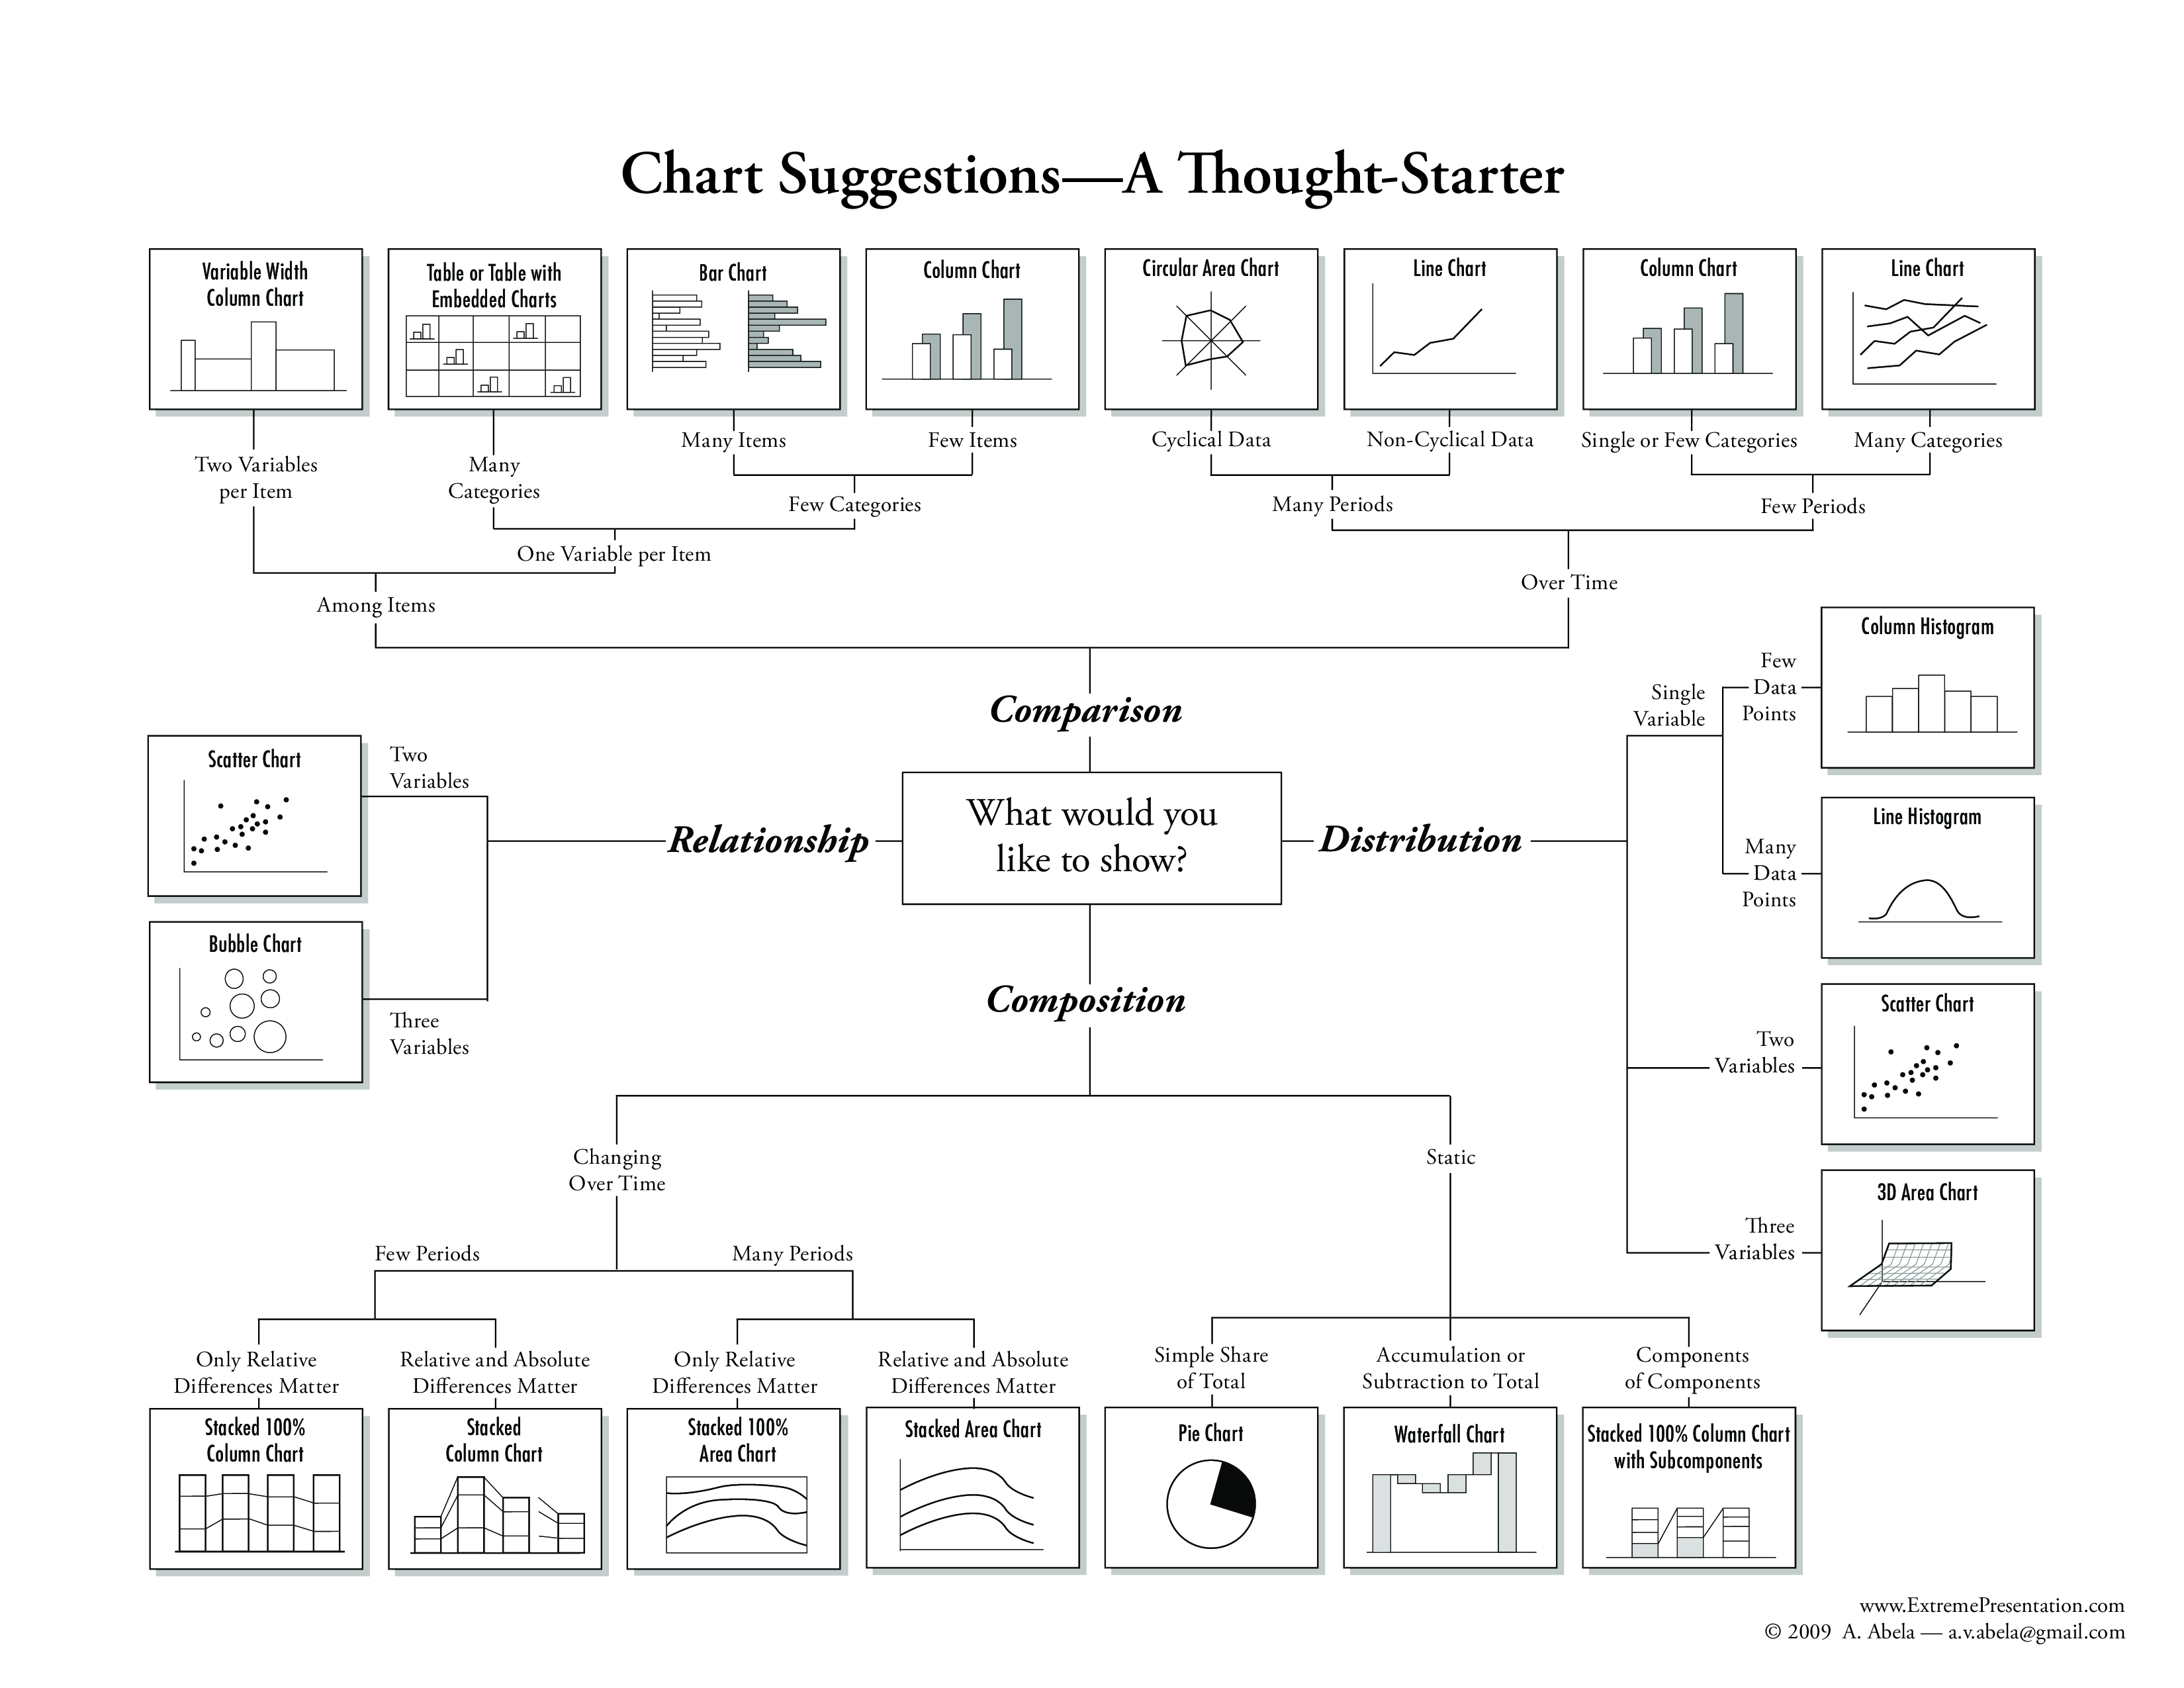 Chart Suggestions—A Thought-Starter
Variable Width
Column Chart
Table or Table with
Embedded Charts
Bar Chart
Column Chart
Circular Area Chart
Line Chart
Column Chart
Line Chart
Two Variables
per Item
Many
Categories
Many Items
Few Items
Cyclical Data
Non-Cyclical Data
Single or Few Categories
Many Categories
Few Categories
Many Periods
Few Periods
One Variable per Item
Among Items
Over Time
Comparison
Relationship
What would you
like to show?
Distribution
Composition
Two
Variables
Scatter Chart
Bubble Chart
Three
Variables
Single
Variable
Few
Data
Points
Column Histogram
Many
Data
Points
Line Histogram
Two
Variables
Scatter Chart
Three
Variables
3D Area Chart
Changing
Over Time
Static
Few Periods
Many Periods
Only Relative
Differences Matter
Relative and Absolute
Differences Matter
Only Relative
Differences Matter
Relative and Absolute
Differences Matter
Simple Share
of Total
Accumulation or
Subtraction to Total
Components
of Components
Stacked 100%
Column Chart
Stacked
Column Chart
Stacked 100%
Area Chart
Stacked Area Chart
Pie Chart
Waterfall Chart
Stacked 100% Column Chart
with Subcomponents
www.ExtremePresentation.com
© 2009 A. Abela — a.v.abela@gmail.com